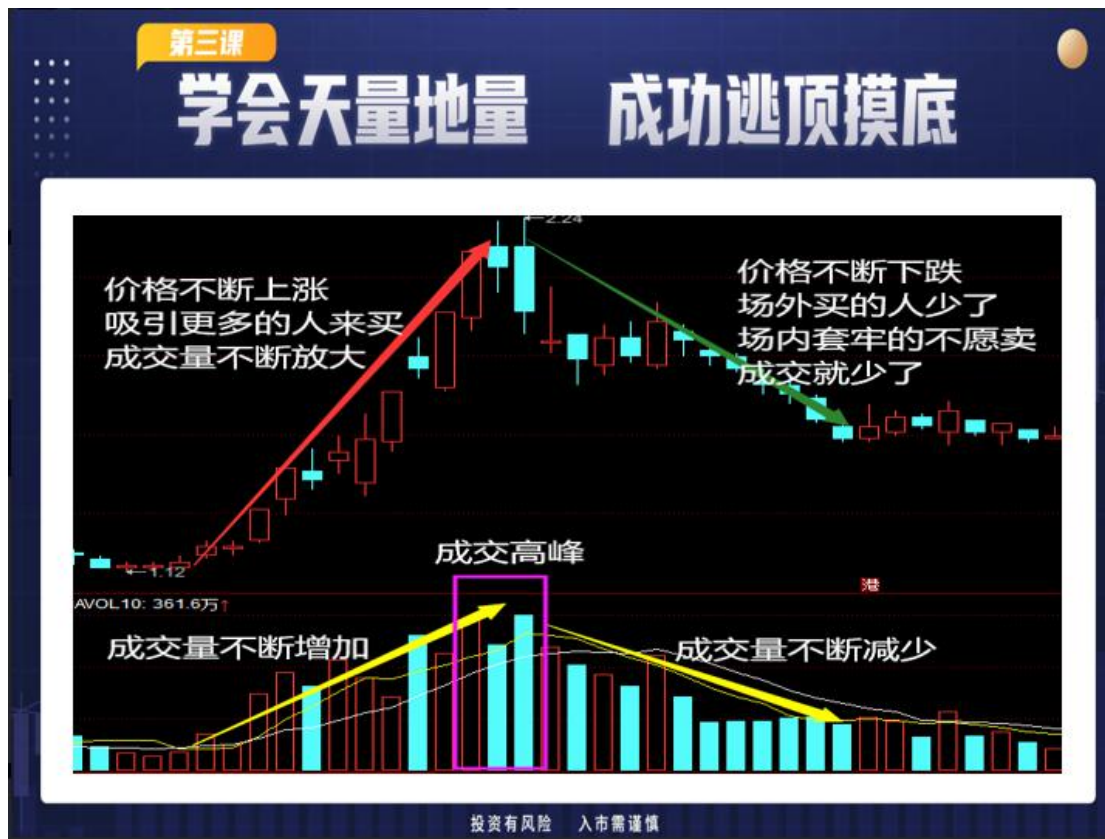 第三课
学会天量地量 成功逃顶摸底
2.24
价格不断上涨
吸引更多的人来买
成交量不断放大
价格不断下跌
场外买的人少了
场内套牢的不愿卖
成交就少了
1.12
成交高峰
港
AVOL10: 361.6万↑
成交量不断增加
成交量不断减少
投资有风险 入市需谨慎